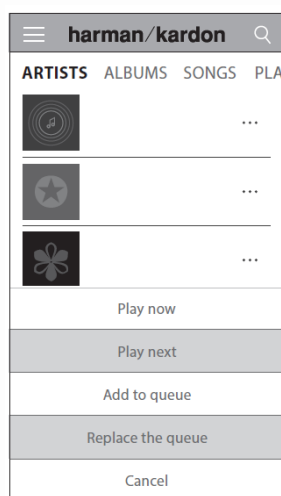 harman/kardon
ARTISTS ALBUMS SONGS PLA
...
...
...
Play now
Play next
Add to queue
Replace the queue
Cancel